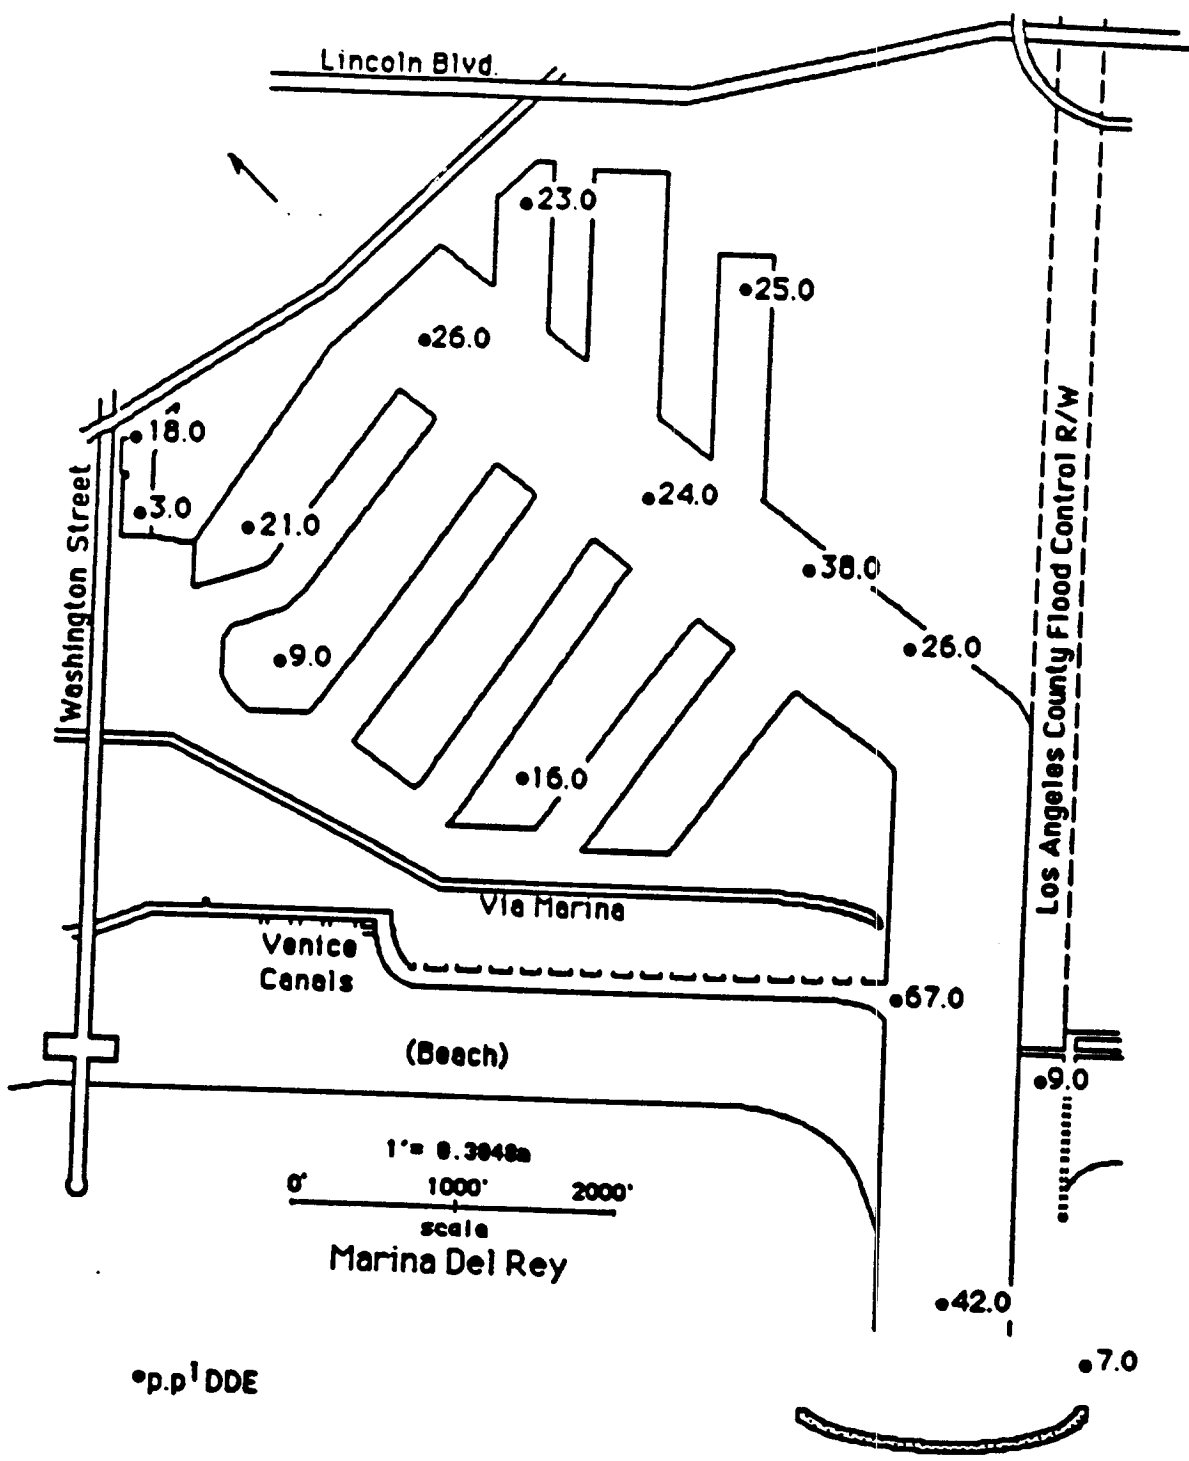 Lincoln Blvd.
23.0
25.0
26.0
18.0
24.0
3.0
21.0
38.0
26.0
9.0
Washington Street
Los Angeles County Flood Control R/W
16.0
Via Marina
Venice
Canals
67.0
(Beach)
9.0
1'= 0.3048m
0' 1000' 2000'
scale
Marina Del Rey
42.0
7.0
p.p¹DDE